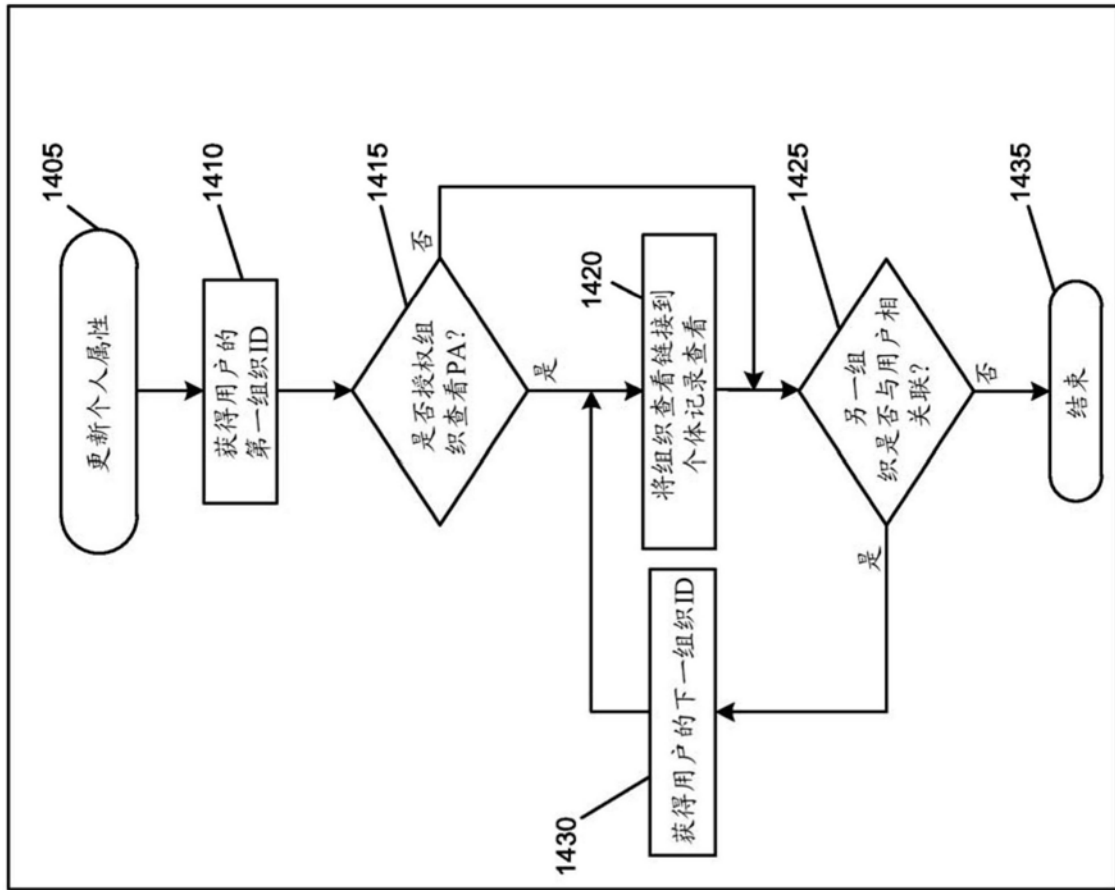 更新个人属性
1405
获得用户的
第一组织ID
1410
是否授权组
织查看PA?
1415
否
是
将组织查看链接到
个体记录查看
1420
另一组
织是否与用户相
关联?
1425
是
否
获得用户的下一组织ID
1430
结束
1435